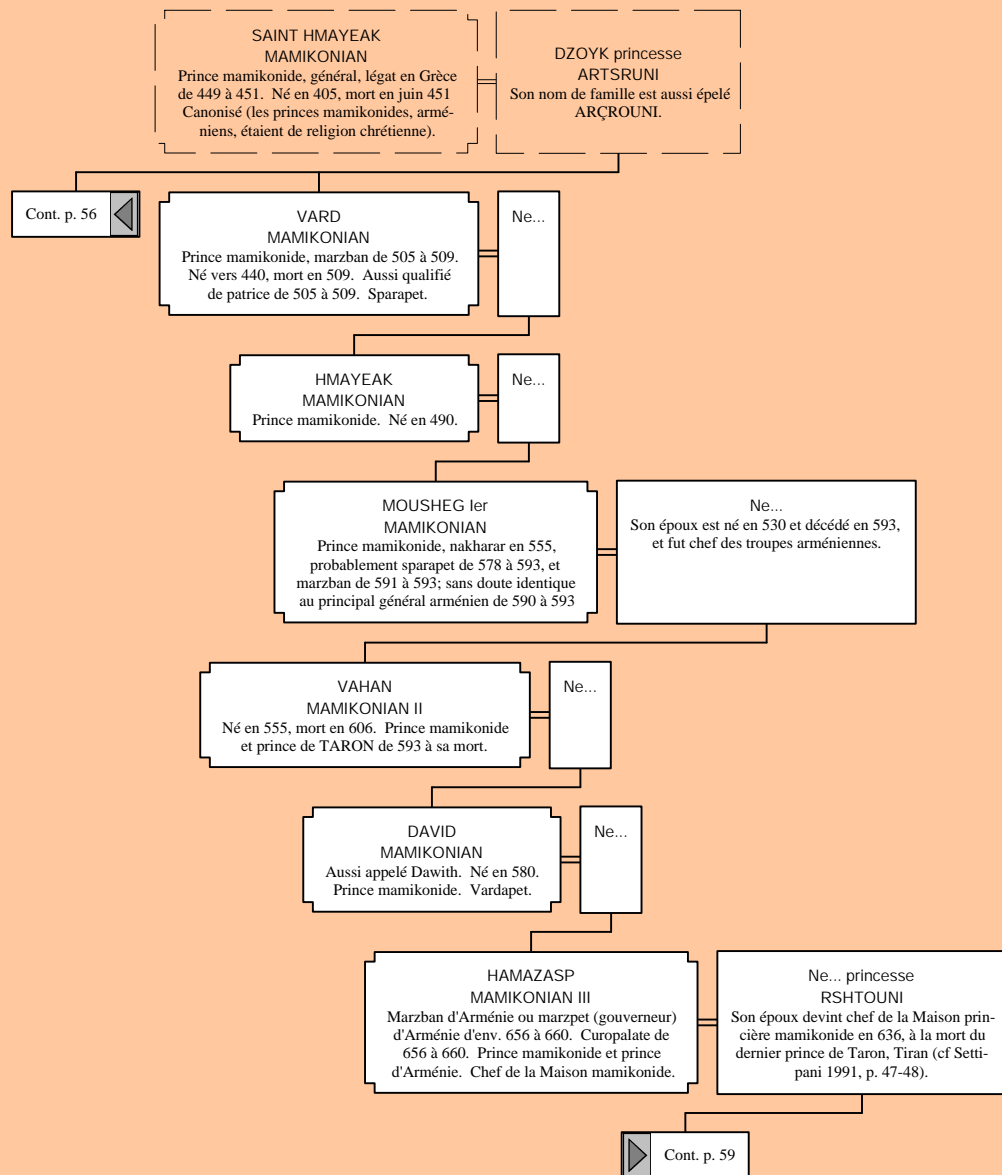 SAINT HMAYEAK
MAMIKONIAN
Prince mamikonide, général, légat en Grèce
de 449 à 451.  Né en 405, mort en juin 451
Canonisé (les princes mamikonides, armé-
niens, étaient de religion chrétienne).
DZOYK princesse
ARTSRUNI
Son nom de famille est aussi épelé
ARÇROUNI.
Cont. p. 56
VARD
MAMIKONIAN
Prince mamikonide, marzban de 505 à 509.
Né vers 440, mort en 509.  Aussi qualifié
de patrice de 505 à 509.  Sparapet.
Ne...
HMAYEAK
MAMIKONIAN
Prince mamikonide.  Né en 490.
Ne...
MOUSHEG Ier
MAMIKONIAN
Prince mamikonide, nakharar en 555,
probablement sparapet de 578 à 593, et
marzban de 591 à 593; sans doute identique
au principal général arménien de 590 à 593
Ne...
Son époux est né en 530 et décédé en 593,
et fut chef des troupes arméniennes.
VAHAN
MAMIKONIAN II
Né en 555, mort en 606.  Prince mamikonide
et prince de TARON de 593 à sa mort.
Ne...
DAVID
MAMIKONIAN
Aussi appelé Dawith.  Né en 580.
Prince mamikonide.  Vardapet.
Ne...
HAMAZASP
MAMIKONIAN III
Marzban d'Arménie ou marzpet (gouverneur)
d'Arménie d'env. 656 à 660.  Curopalate de
656 à 660.  Prince mamikonide et prince
d'Arménie.  Chef de la Maison mamikonide.
Ne... princesse
RSHTOUNI
Son époux devint chef de la Maison prin-
cière mamikonide en 636, à la mort du
dernier prince de Taron, Tiran (cf Setti-
pani 1991, p. 47-48).
Cont. p. 59